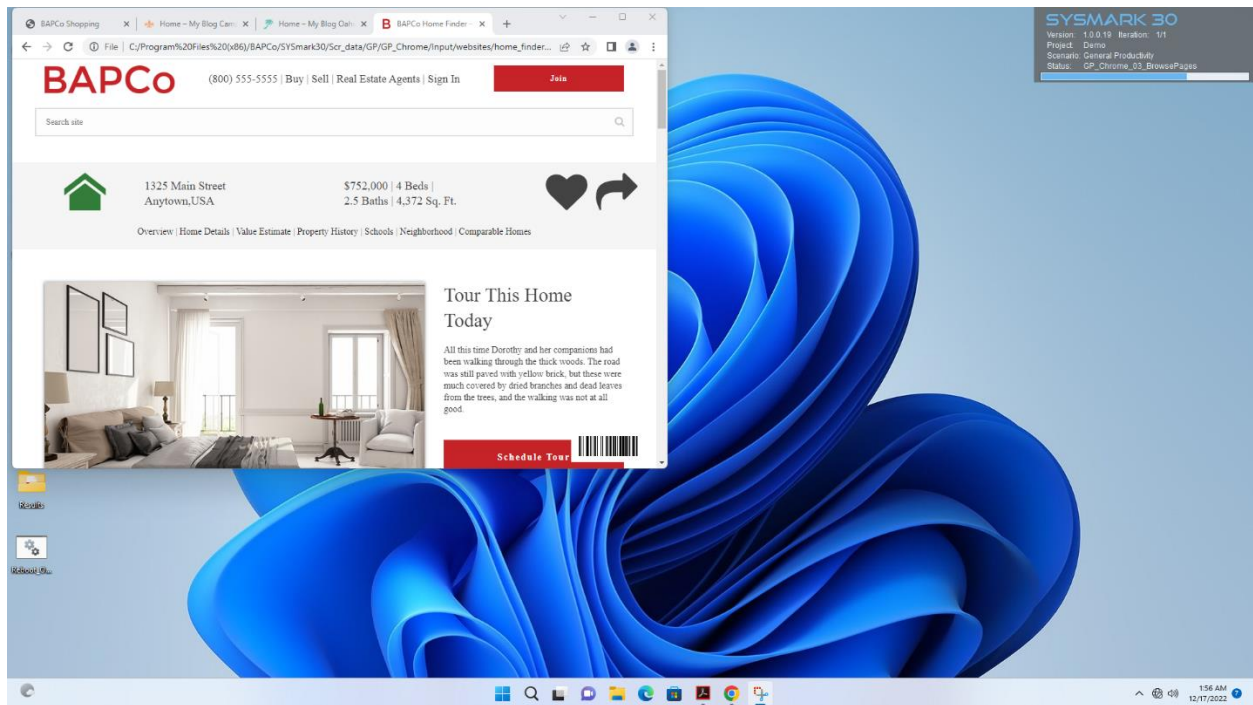 BAPCo Shopping
Home – My Blog Cam
Home – My Blog Oah
BAPCo Home Finder –
File | C:/Program%20Files%20(x86)/BAPCo/SYSmark30/Scr_data/GP/GP_Chrome/Input/websites/home_finder...
BAPCo
(800) 555-5555 | Buy | Sell | Real Estate Agents | Sign In
Join
Search site
1325 Main Street
Anytown,USA
$752,000 | 4 Beds |
2.5 Baths | 4,372 Sq. Ft.
Overview | Home Details | Value Estimate | Property History | Schools | Neighborhood | Comparable Homes
Tour This Home
Today
All this time Dorothy and her companions had
been walking through the thick woods. The road
was still paved with yellow brick, but these were
much covered by dried branches and dead leaves
from the trees, and the walking was not at all
good.
Schedule Tour
SYSMARK 30
Version: 1.0.0.19 Iteration: 1/1
Project: Demo
Scenario: General Productivity
Status: GP_Chrome_03_BrowsePages
Results
Reboot_O...
1:56 AM
12/17/2022